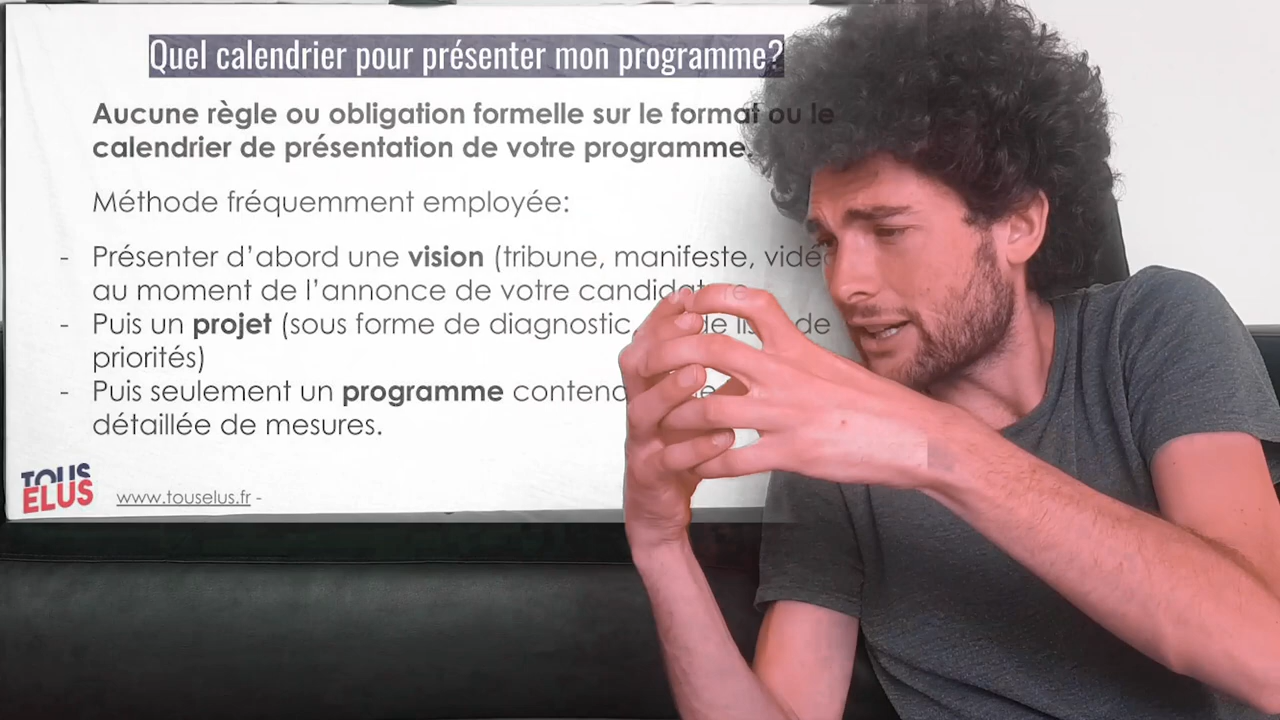 Quel calendrier pour présenter mon programme?
Aucune règle ou obligation formelle sur le format ou le
calendrier de présentation de votre programme.
Méthode fréquemment employée:
- Présenter d'abord une vision (tribune, manifeste,
au moment de l'annonce de votre
- Puis un projet (sous forme de diagnostic, de
priorités)
- Puis seulement un programme
détaillée de mesures.
TOUS
ELUS
www.touselus.fr -